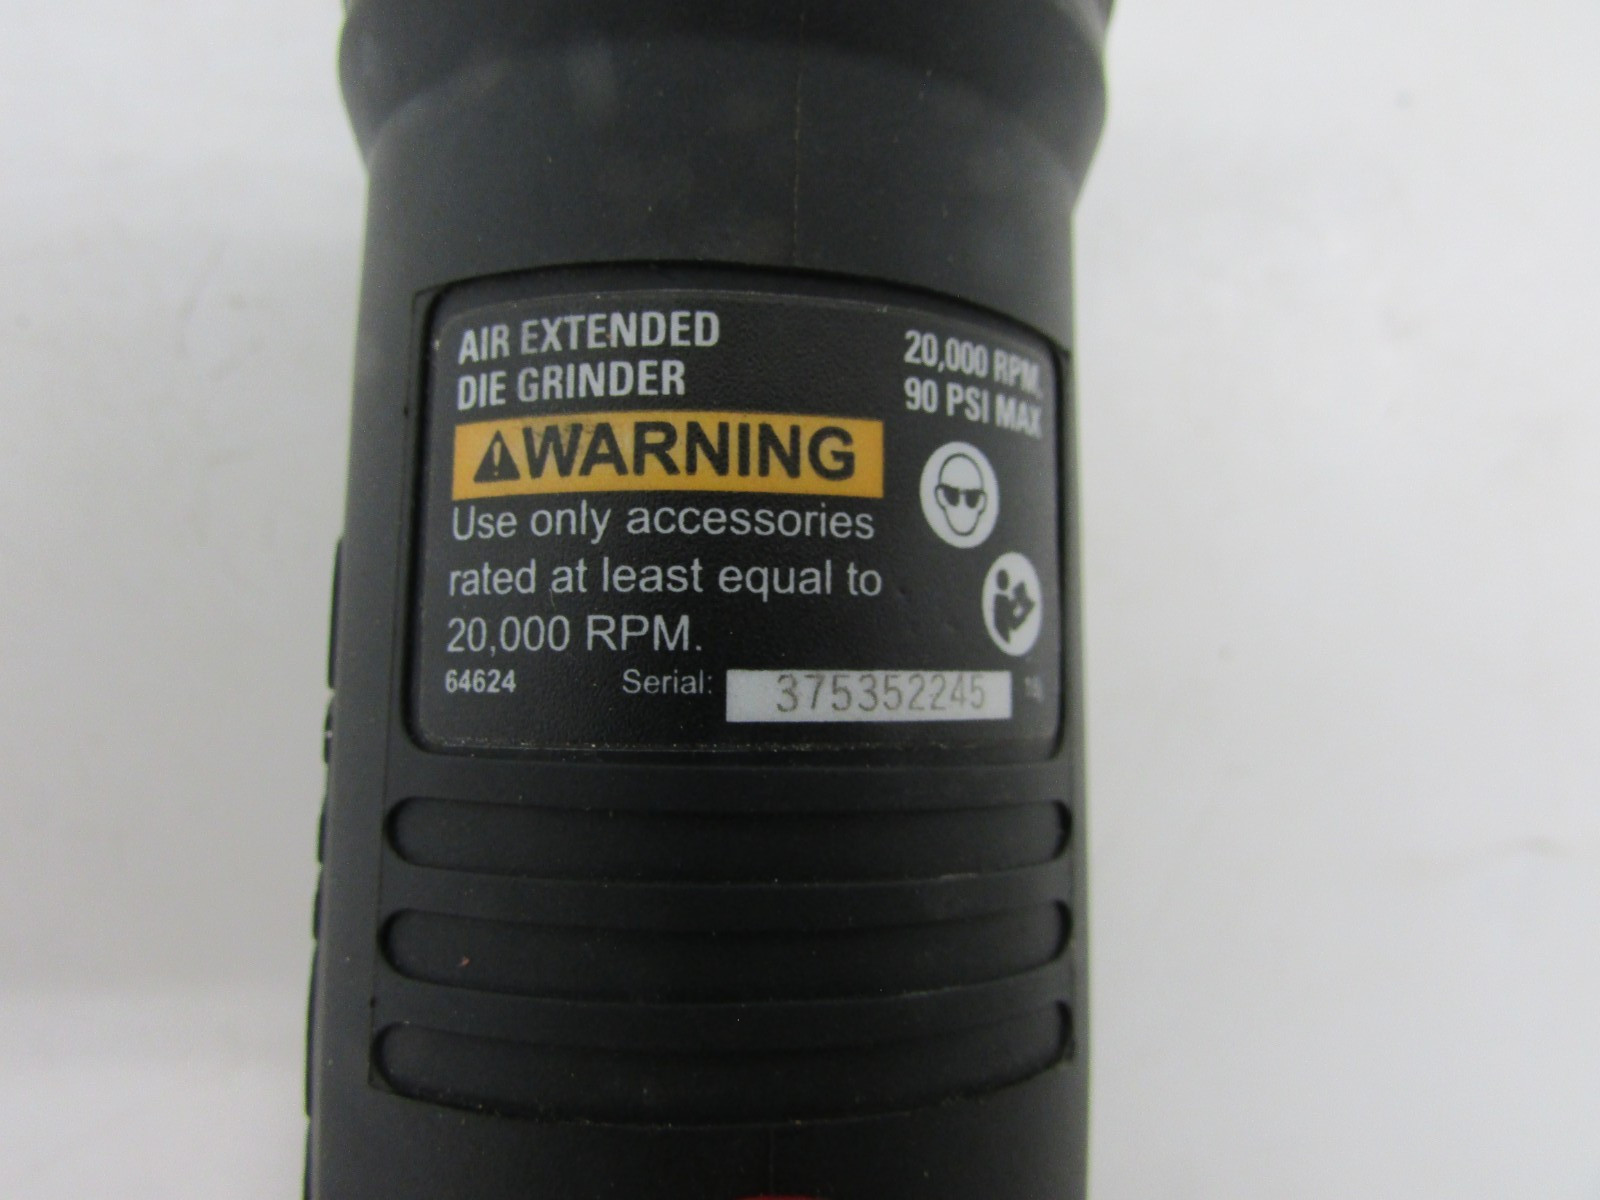 AIR EXTENDED
DIE GRINDER
20,000 RPM,
90 PSI MAX
WARNING
Use only accessories
rated at least equal to
20,000 RPM.
64624
Serial: 375352245